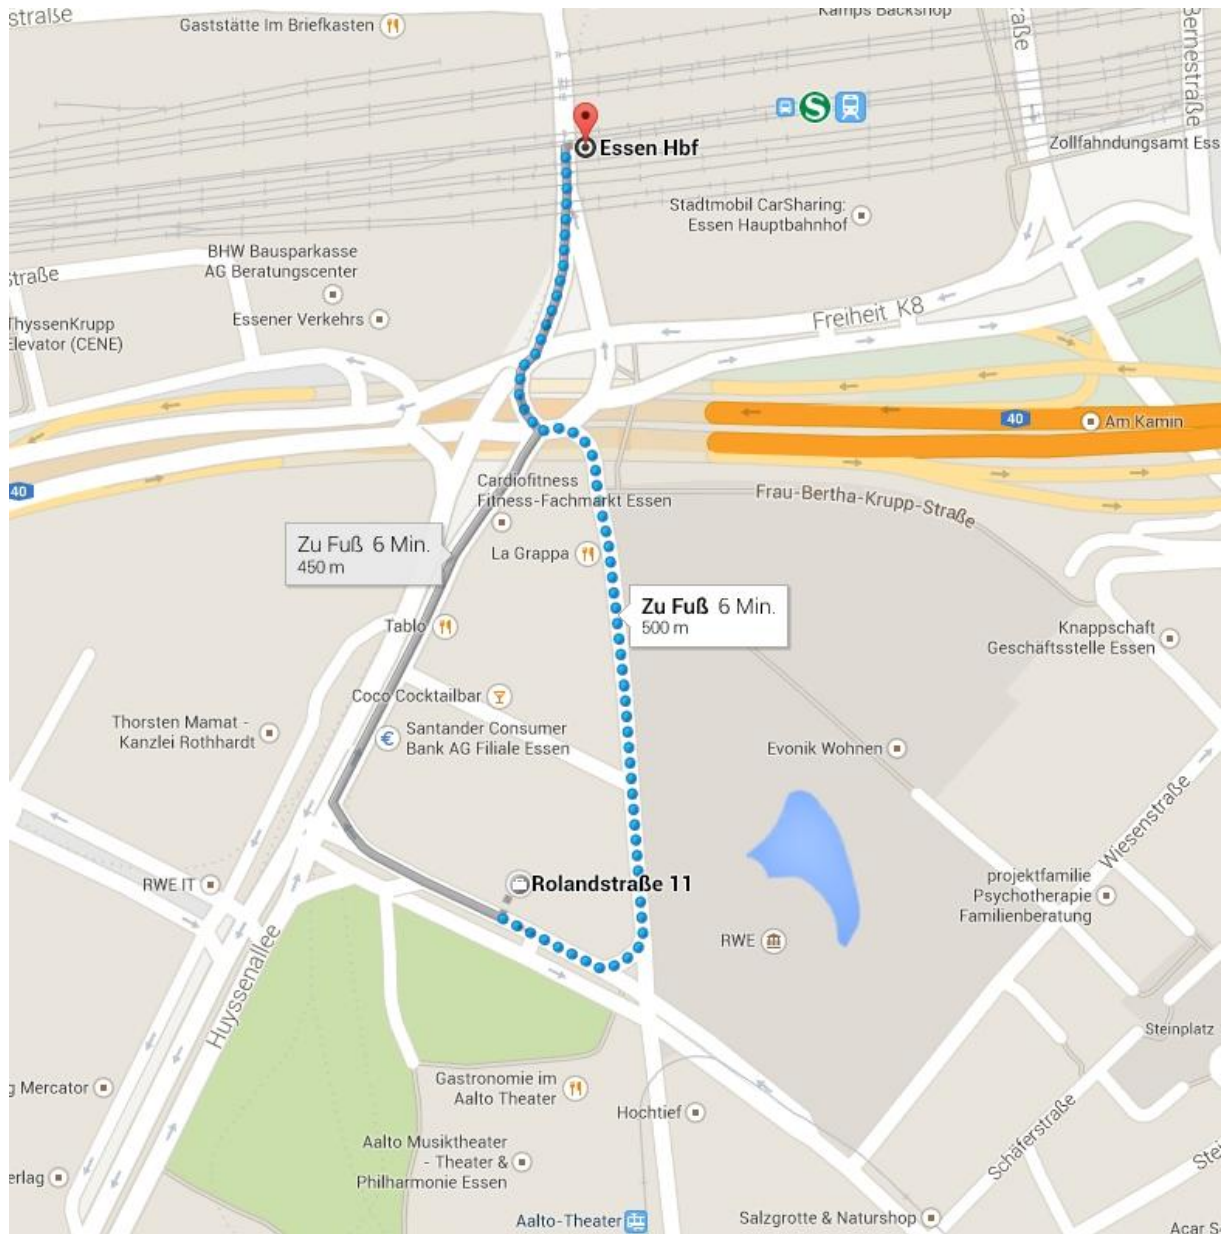 straße
Gaststätte Im Briefkasten
Kamps Backshop
raße
Bernestraße
S
Essen Hbf
Zollfahndungsamt Ess
Stadtmobil CarSharing:
Essen Hauptbahnhof
BHW Bausparkasse
AG Beratungscenter
Straße
Essener Verkehrs
ThyssenKrupp
Elevator (CENE)
Freiheit K8
40
Am Kamin
40
Cardiofitness
Fitness-Fachmarkt Essen
Frau-Bertha-Krupp-Straße
Zu Fuß 6 Min.
450 m
La Grappa
Zu Fuß 6 Min.
500 m
Tablo
Knappschaft
Geschäftsstelle Essen
Coco Cocktailbar
Thorsten Mamat -
Kanzlei Rothhardt
€
Santander Consumer
Bank AG Filiale Essen
Evonik Wohnen
Wiesenstraße
RWE IT
Rolandstraße 11
projektfamilie
Psychotherapie
Familienberatung
RWE
Huyssenallee
Steinplatz
g Mercator
Gastronomie im
Aalto Theater
Hochtief
Schäferstraße
Aalto Musiktheater
- Theater &
Philharmonie Essen
Stei
erlag
Aalto-Theater
Salzgrotte & Naturshop
Acar S